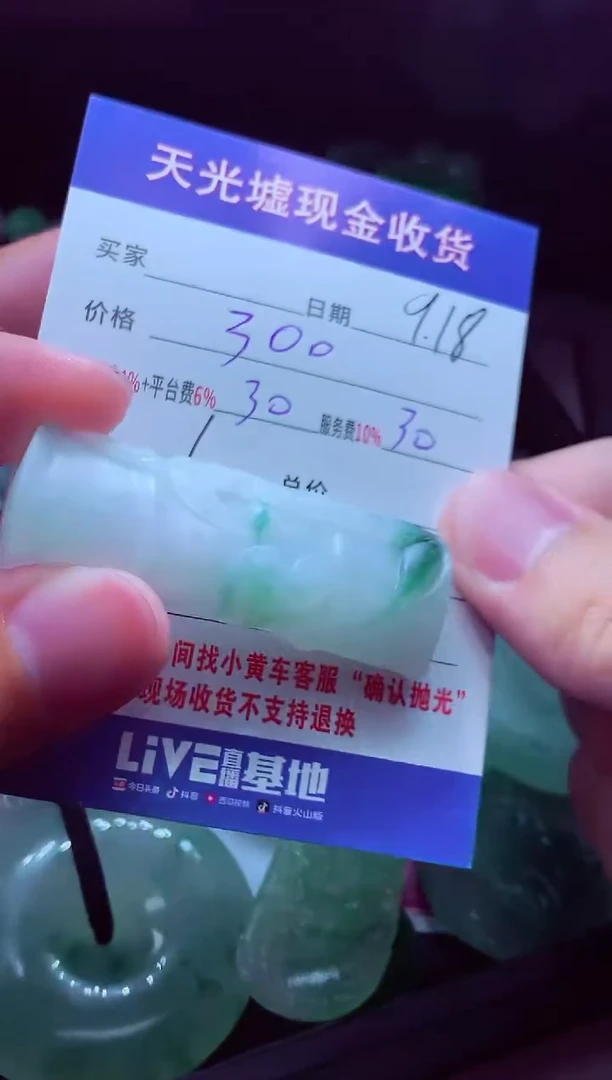 天光墟现金收货
买家 日期 9.18
价格 300
1%+平台费6% 30 服务费10% 30
总价
间找小黄车客服“确认抛光”
现场收货不支持退换
LiVE直播基地
今日头条 抖音 西瓜视频 抖音火山版